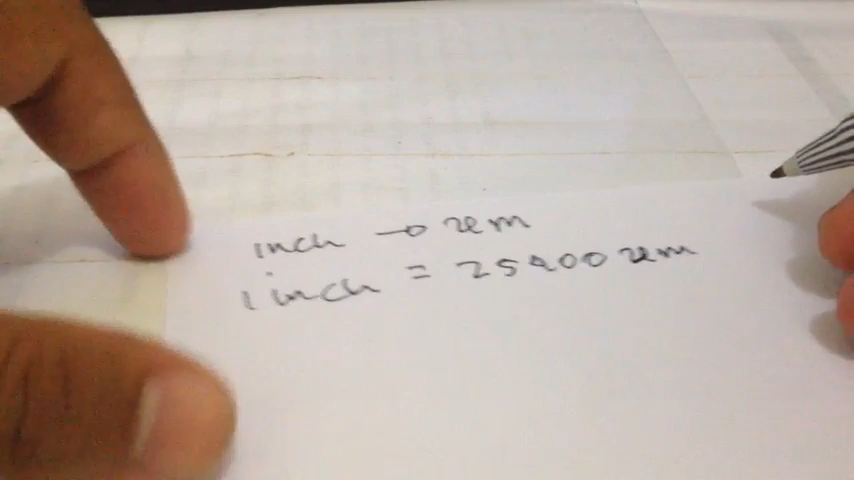 inch → um
1 inch = 25400 um